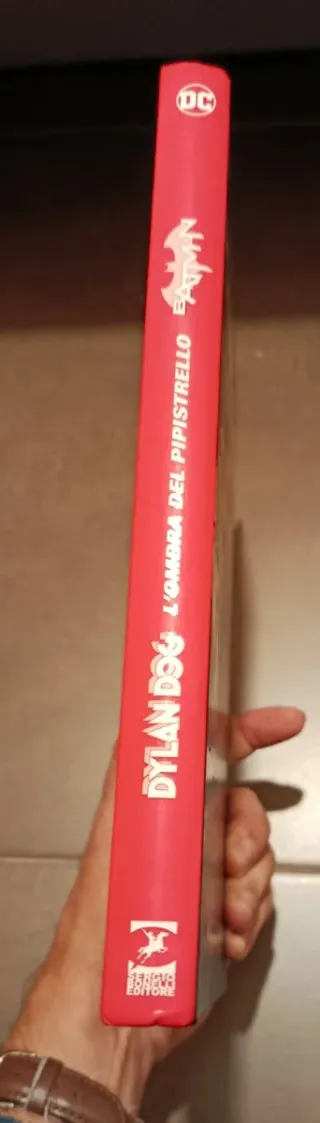 DC
BATMAN
L'OMBRA DEL PIPISTRELLO
DYLAN DOG
SERGIO
BONELLI
EDITORE